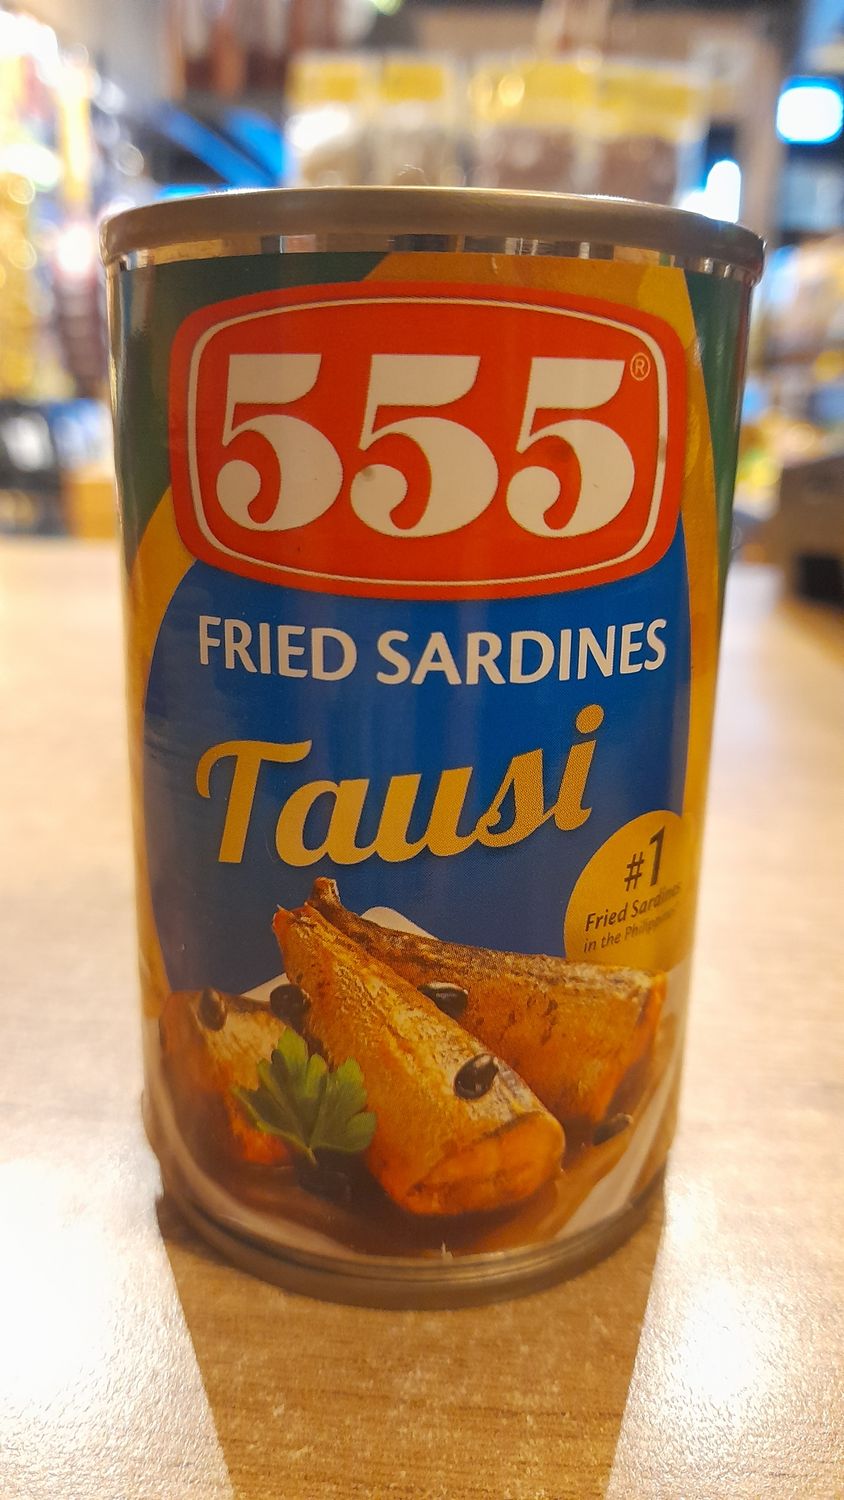 555®
FRIED SARDINES
Tausi
#1
Fried Sardines
in the Philippines